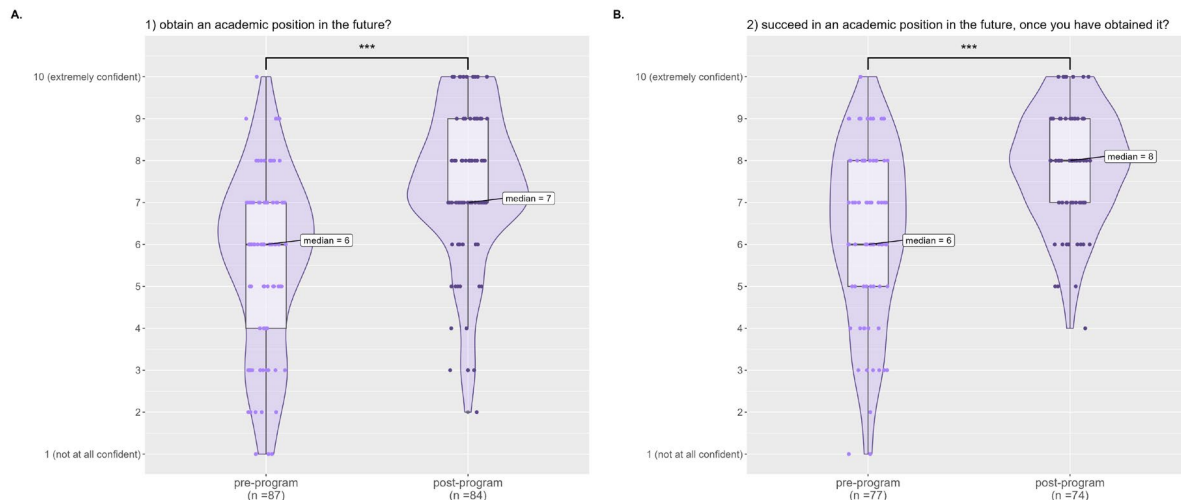 A.
1) obtain an academic position in the future?
***
10 (extremely confident)
9
8
7
6
5
4
3
2
1 (not at all confident)
median = 6
median = 7
pre-program
(n =87)
post-program
(n =84)
B.
2) succeed in an academic position in the future, once you have obtained it?
***
10 (extremely confident)
9
8
7
6
5
4
3
2
1 (not at all confident)
median = 6
median = 8
pre-program
(n =77)
post-program
(n =74)